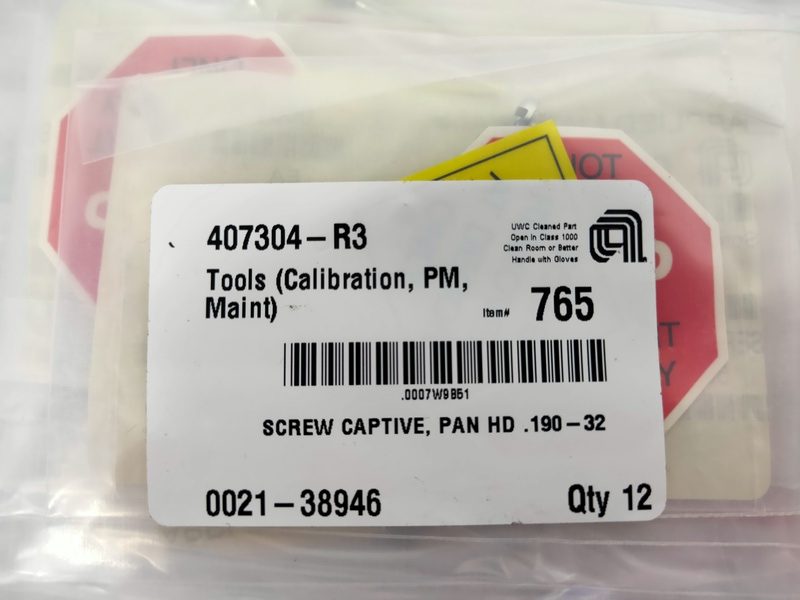 407304-R3
UWC Cleaned Part
Open in Class 1000
Clean Room or Better
Handle with Gloves
Tools (Calibration, PM,
Maint)
Item# 765
.0007W9B61
SCREW CAPTIVE, PAN HD .190-32
0021-38946 Qty 12